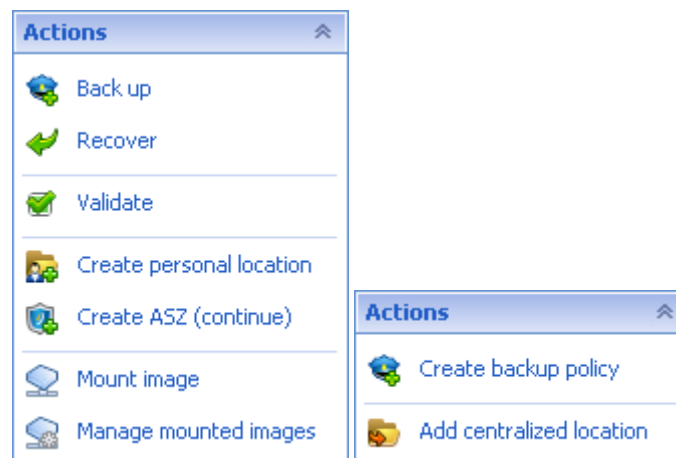 Actions
Back up
Recover
Validate
Create personal location
Create ASZ (continue)
Mount image
Manage mounted images
Actions
Create backup policy
Add centralized location